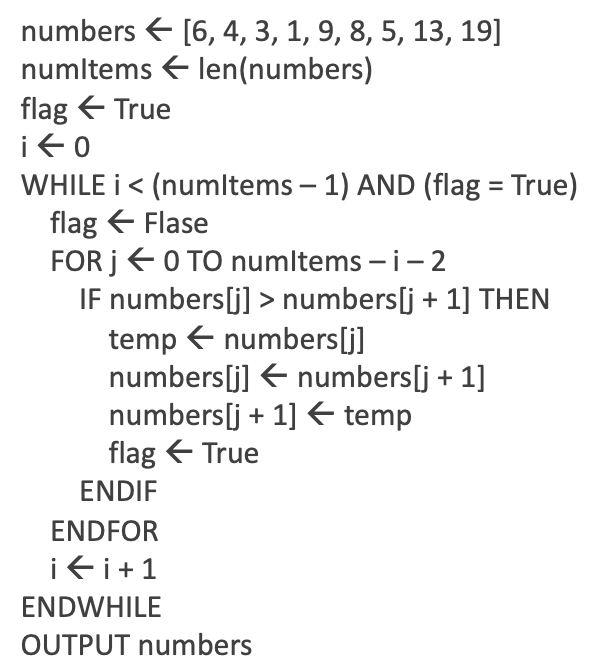 numbers ← [6, 4, 3, 1, 9, 8, 5, 13, 19]
numItems ← len(numbers)
flag ← True
i ← 0
WHILE i < (numItems – 1) AND (flag = True)
flag ← Flase
FOR j ← 0 TO numItems – i – 2
IF numbers[j] > numbers[j + 1] THEN
temp ← numbers[j]
numbers[j] ← numbers[j + 1]
numbers[j + 1] ← temp
flag ← True
ENDIF
ENDFOR
i ← i + 1
ENDWHILE
OUTPUT numbers